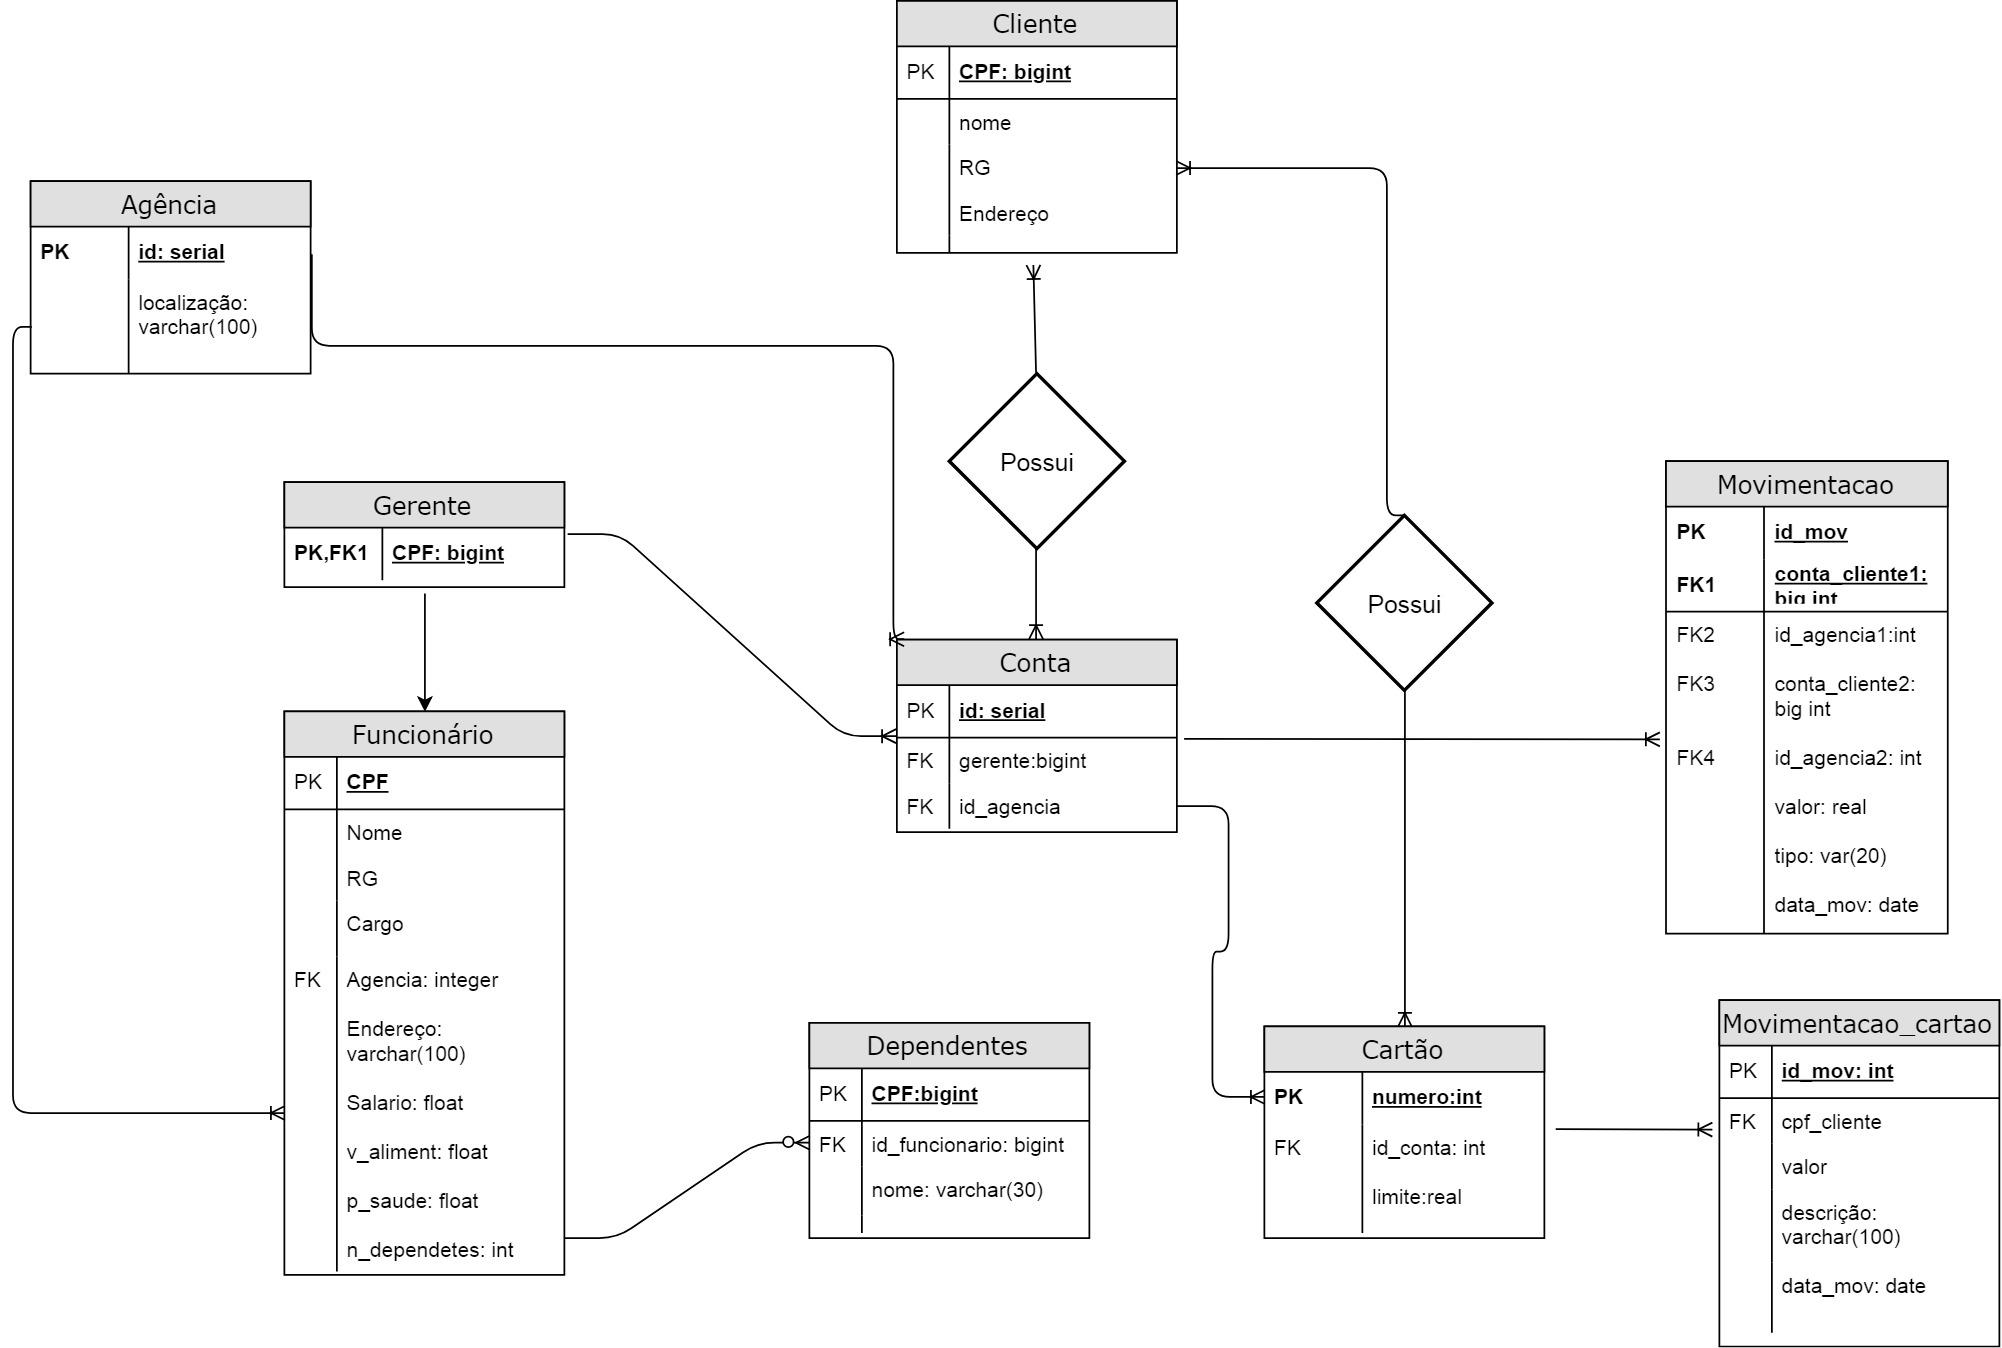 Cliente
PK CPF: bigint
nome
RG
Endereço
Agência
PK id: serial
localização:
varchar(100)
Possui
Gerente
PK,FK1 CPF: bigint
Possui
Movimentacao
PK id_mov
FK1 conta_cliente1:
big int
FK2 id_agencia1:int
FK3 conta_cliente2:
big int
FK4 id_agencia2: int
valor: real
tipo: var(20)
data_mov: date
Conta
PK id: serial
FK gerente:bigint
FK id_agencia
Funcionário
PK CPF
Nome
RG
Cargo
FK Agencia: integer
Endereço:
varchar(100)
Salario: float
v_aliment: float
p_saude: float
n_dependetes: int
Dependentes
PK CPF:bigint
FK id_funcionario: bigint
nome: varchar(30)
Cartão
PK numero:int
FK id_conta: int
limite:real
Movimentacao_cartao
PK id_mov: int
FK cpf_cliente
valor
descrição:
varchar(100)
data_mov: date